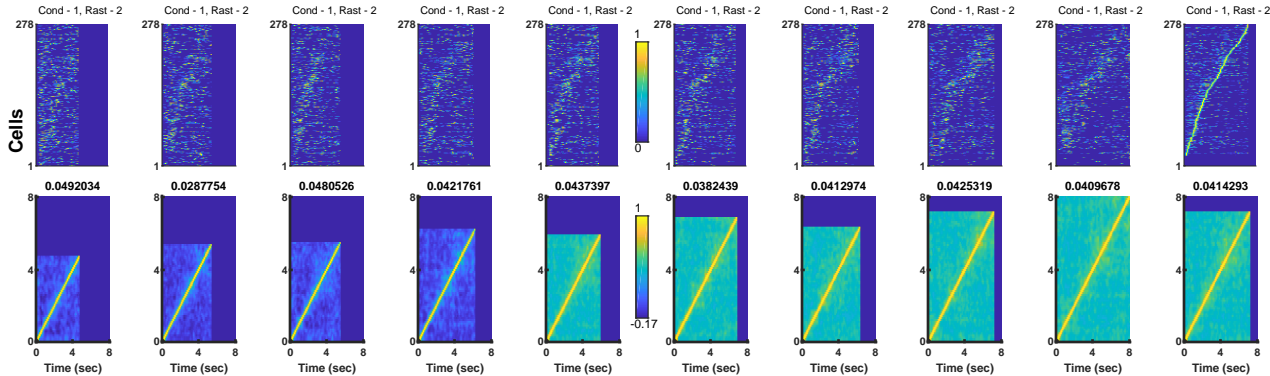 Cond - 1, Rast - 2 Cond - 1, Rast - 2 Cond - 1, Rast - 2 Cond - 1, Rast - 2 Cond - 1, Rast - 2 Cond - 1, Rast - 2 Cond - 1, Rast - 2 Cond - 1, Rast - 2 Cond - 1, Rast - 2 Cond - 1, Rast - 2
278 278 278 278 278 278 278 278 278 278
1
0
Cells
1 1 1 1 1 1 1 1 1 1
0.0492034 0.0287754 0.0480526 0.0421761 0.0437397 0.0382439 0.0412974 0.0425319 0.0409678 0.0414293
8 8 8 8 8 8 8 8 8 8
1
4 4 4 4 4 4 4 4 4 4
-0.17
0 0 0 0 0 0 0 0 0 0
0 4 8 0 4 8 0 4 8 0 4 8 0 4 8 0 4 8 0 4 8 0 4 8 0 4 8 0 4 8
Time (sec) Time (sec) Time (sec) Time (sec) Time (sec) Time (sec) Time (sec) Time (sec) Time (sec) Time (sec)